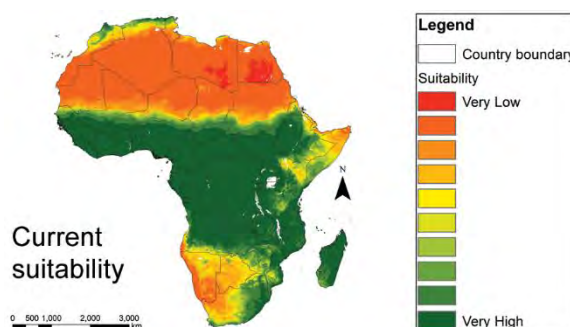 Legend
Country boundary
Suitability
Very Low
Very High
N
Current
suitability
0 500 1,000 2,000 3,000
km